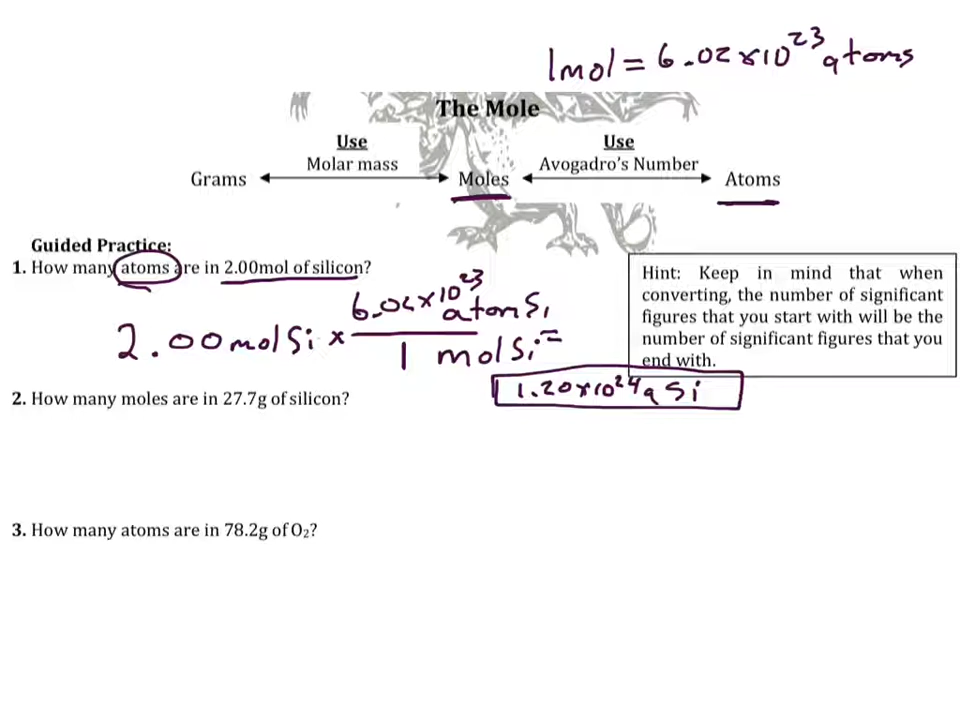 1mol = 6.02x10^23 atoms
The Mole
Use
Molar mass
Use
Avogadro's Number
Grams
Moles
Atoms
Guided Practice:
1. How many atoms are in 2.00mol of silicon?
6.02x10^23 atom Si
2.00 mol Si x
1 mol Si
=
1.20x10^24 a Si
Hint: Keep in mind that when
converting, the number of significant
figures that you start with will be the
number of significant figures that you
end with.
2. How many moles are in 27.7g of silicon?
3. How many atoms are in 78.2g of O₂?